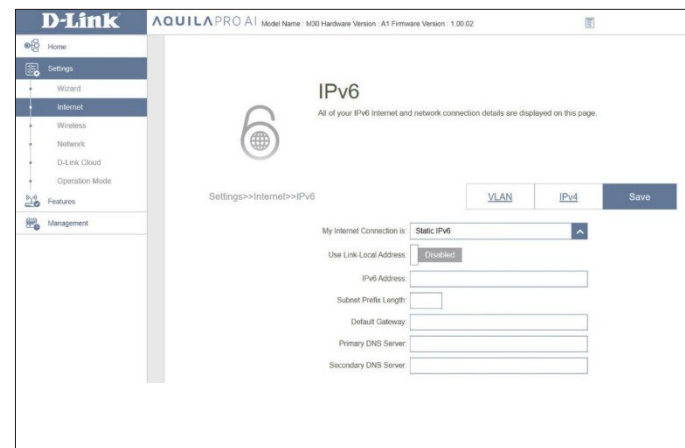 D-Link
AQUILA PRO AI Model Name : M30 Hardware Version : A1 Firmware Version : 1.00.02
Home
Settings
Wizard
Internet
Wireless
Network
D-Link Cloud
Operation Mode
Features
Management
IPv6
All of your IPv6 Internet and network connection details are displayed on this page.
Settings>>Internet>>IPv6
VLAN
IPv4
Save
My Internet Connection is: Static IPv6
Use Link-Local Address: Disabled
IPv6 Address:
Subnet Prefix Length:
Default Gateway:
Primary DNS Server:
Secondary DNS Server: